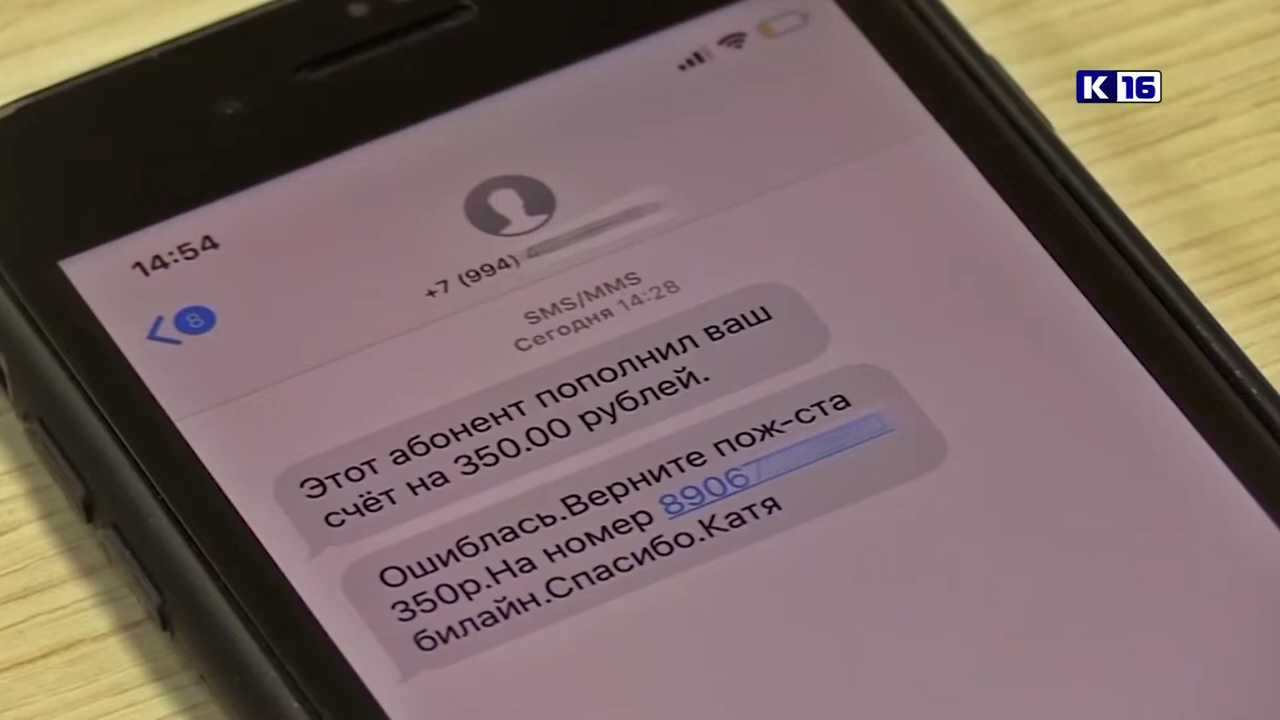 K 16
14:54
8
+7 (994)
SMS/MMS
Сегодня 14:28
Этот абонент пополнил ваш
счёт на 350.00 рублей.
Ошиблась.Верните пож-ста
350р.На номер 8906
билайн.Спасибо.Катя